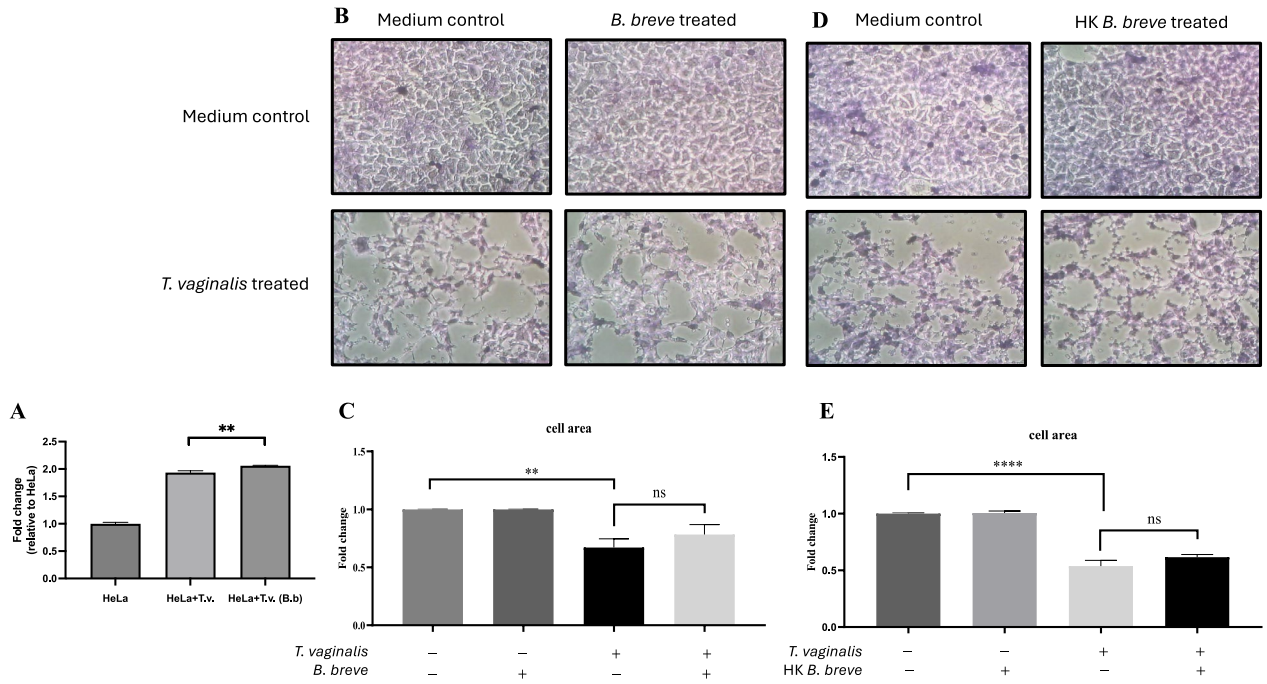 B
Medium control
B. breve treated
D
Medium control
HK B. breve treated
Medium control
T. vaginalis treated
A
**
2.5
2.0
1.5
1.0
0.5
0.0
Fold change
(relative to HeLa)
HeLa
HeLa+T.v.
HeLa+T.v. (B.b)
C
cell area
1.5
1.0
0.5
0.0
Fold change
**
ns
T. vaginalis − − + +
B. breve − + − +
E
cell area
1.5
1.0
0.5
0.0
Fold change
****
ns
T. vaginalis − − + +
HK B. breve − + − +